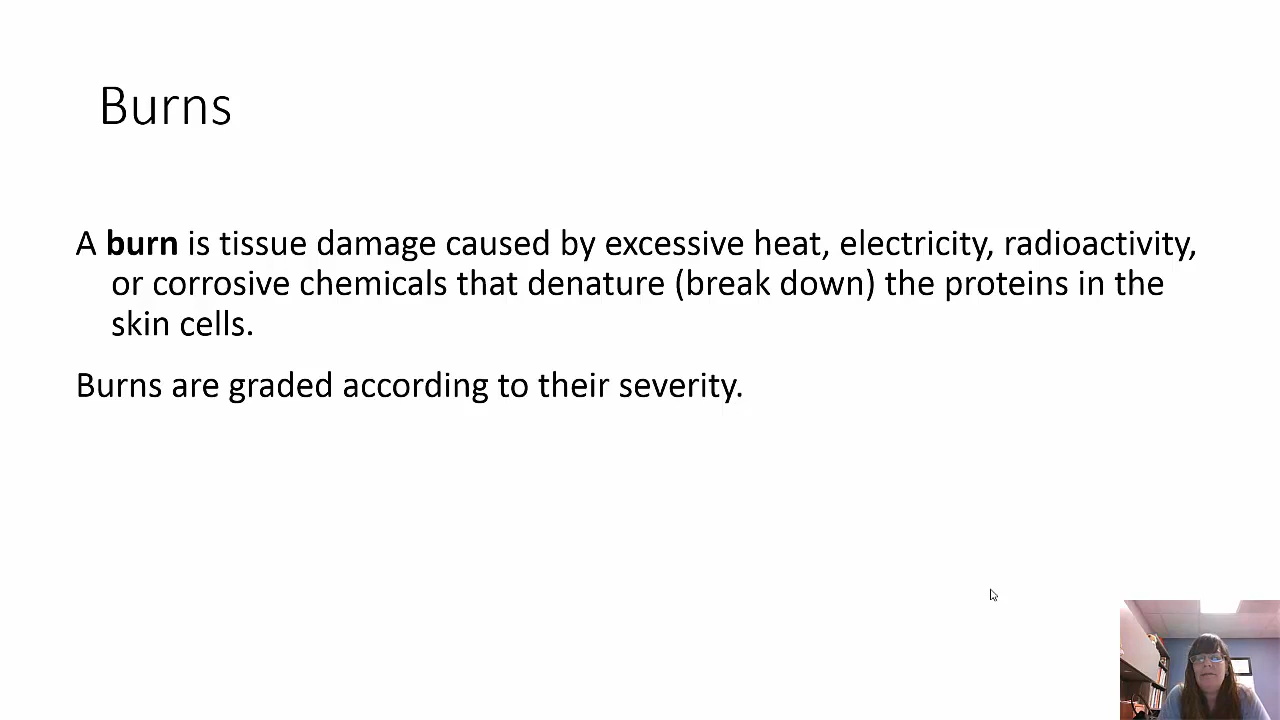 Burns
A burn is tissue damage caused by excessive heat, electricity, radioactivity,
or corrosive chemicals that denature (break down) the proteins in the
skin cells.
Burns are graded according to their severity.